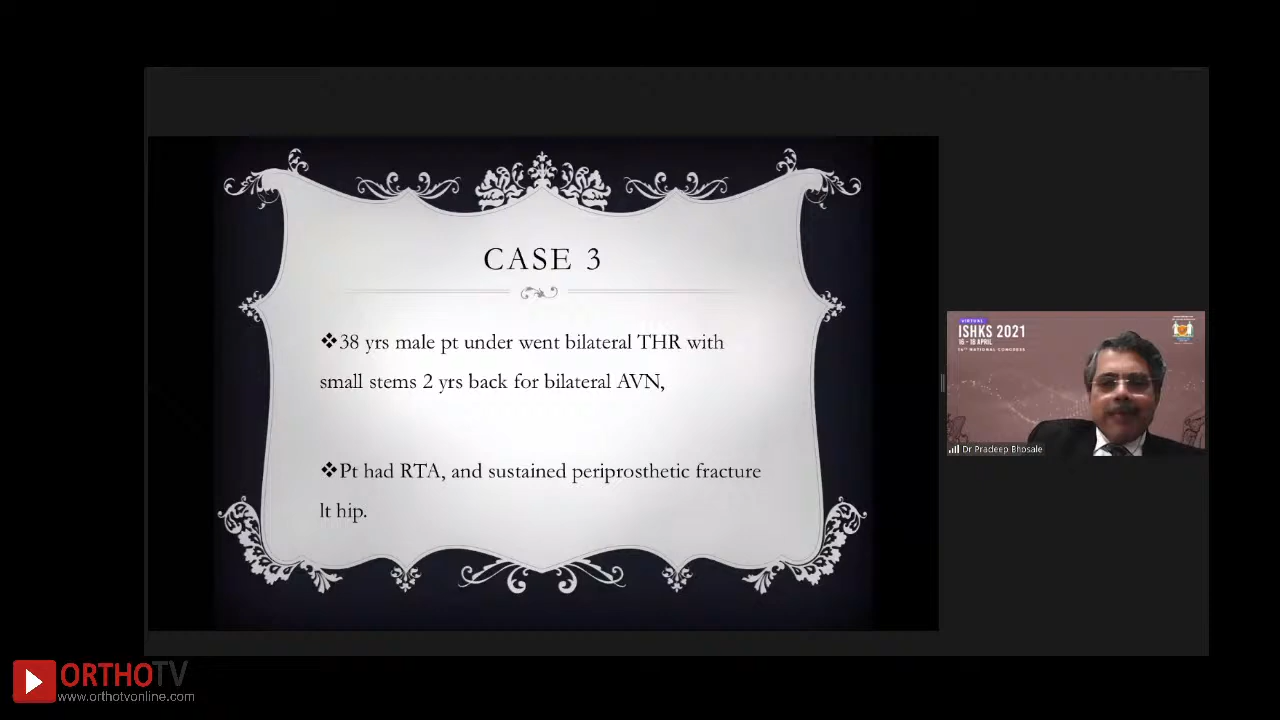 CASE 3
❖38 yrs male pt under went bilateral THR with
small stems 2 yrs back for bilateral AVN,
❖Pt had RTA, and sustained periprosthetic fracture
lt hip.
VIRTUAL
ISHKS 2021
16 - 18 APRIL
Dr Pradeep Bhosale
ORTHOTV
www.orthotvonline.com